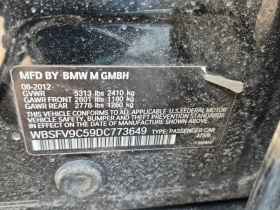 MFD BY BMW M GMBH
08-2012
GVWR 5313 LBS 2410 KG
GAWR FRONT 2601 LBS 1180 KG
GAWR REAR 2778 LBS 1260 KG
THIS VEHICLE CONFORMS TO ALL APPLICABLE
FEDERAL MOTOR VEHICLE SAFETY, BUMPER
AND THEFT PREVENTION STANDARDS IN
EFFECT ON THE DATE OF MANUFACTURE
SHOWN ABOVE
WBSFV9C59DC773649
TYPE: PASSENGER CAR